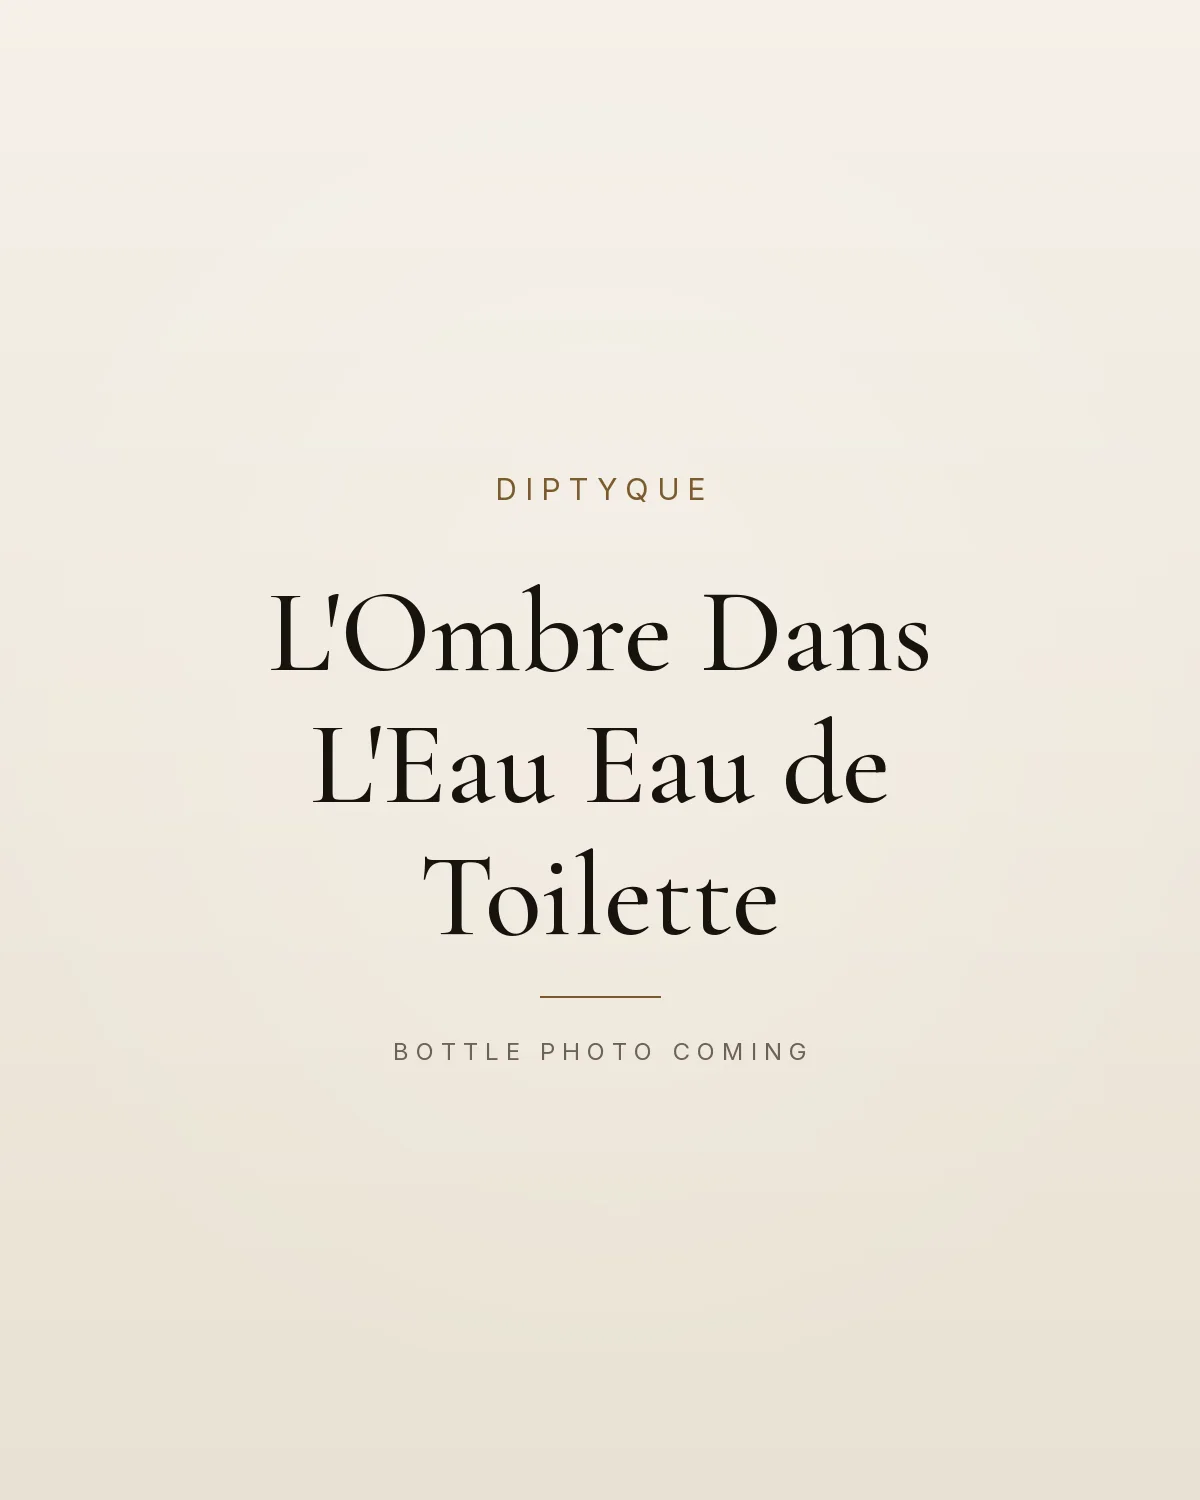 DIPTYQUE
L'Ombre Dans
L'Eau Eau de
Toilette
BOTTLE PHOTO COMING